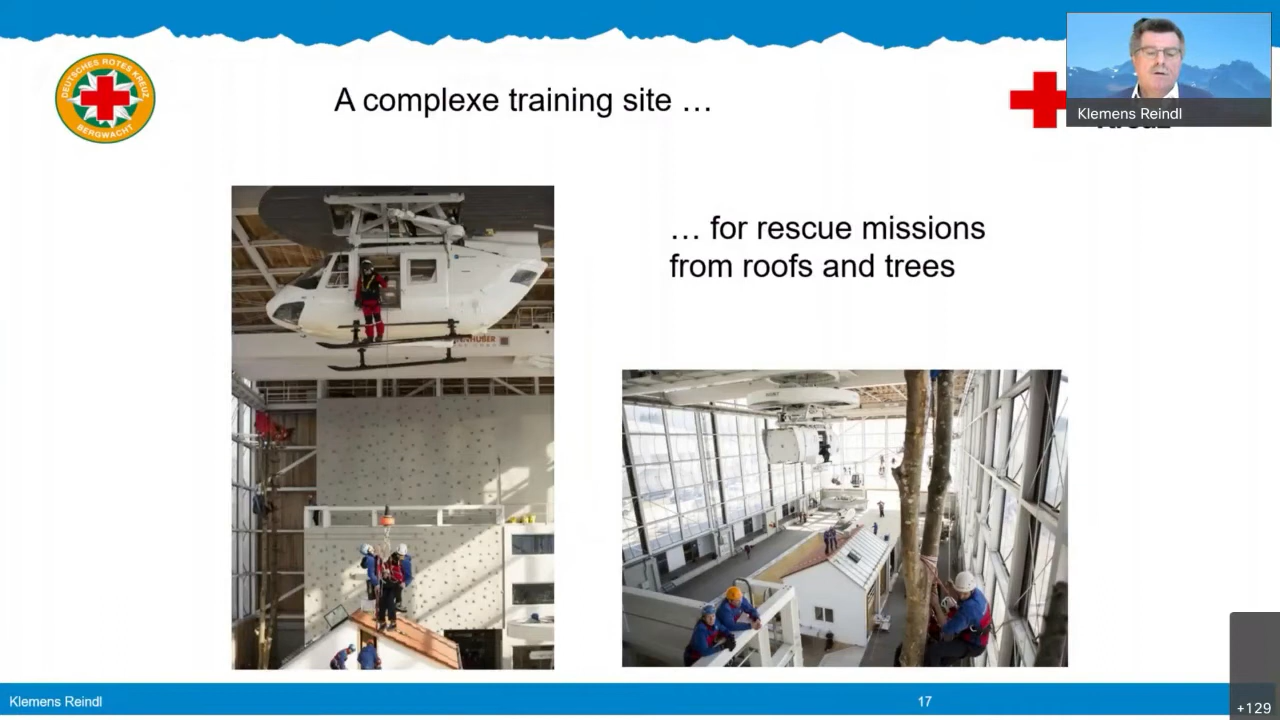 DEUTSCHES ROTES KREUZ
BERGWACHT
A complexe training site …
Klemens Reindl
… for rescue missions
from roofs and trees
Klemens Reindl
17
+129